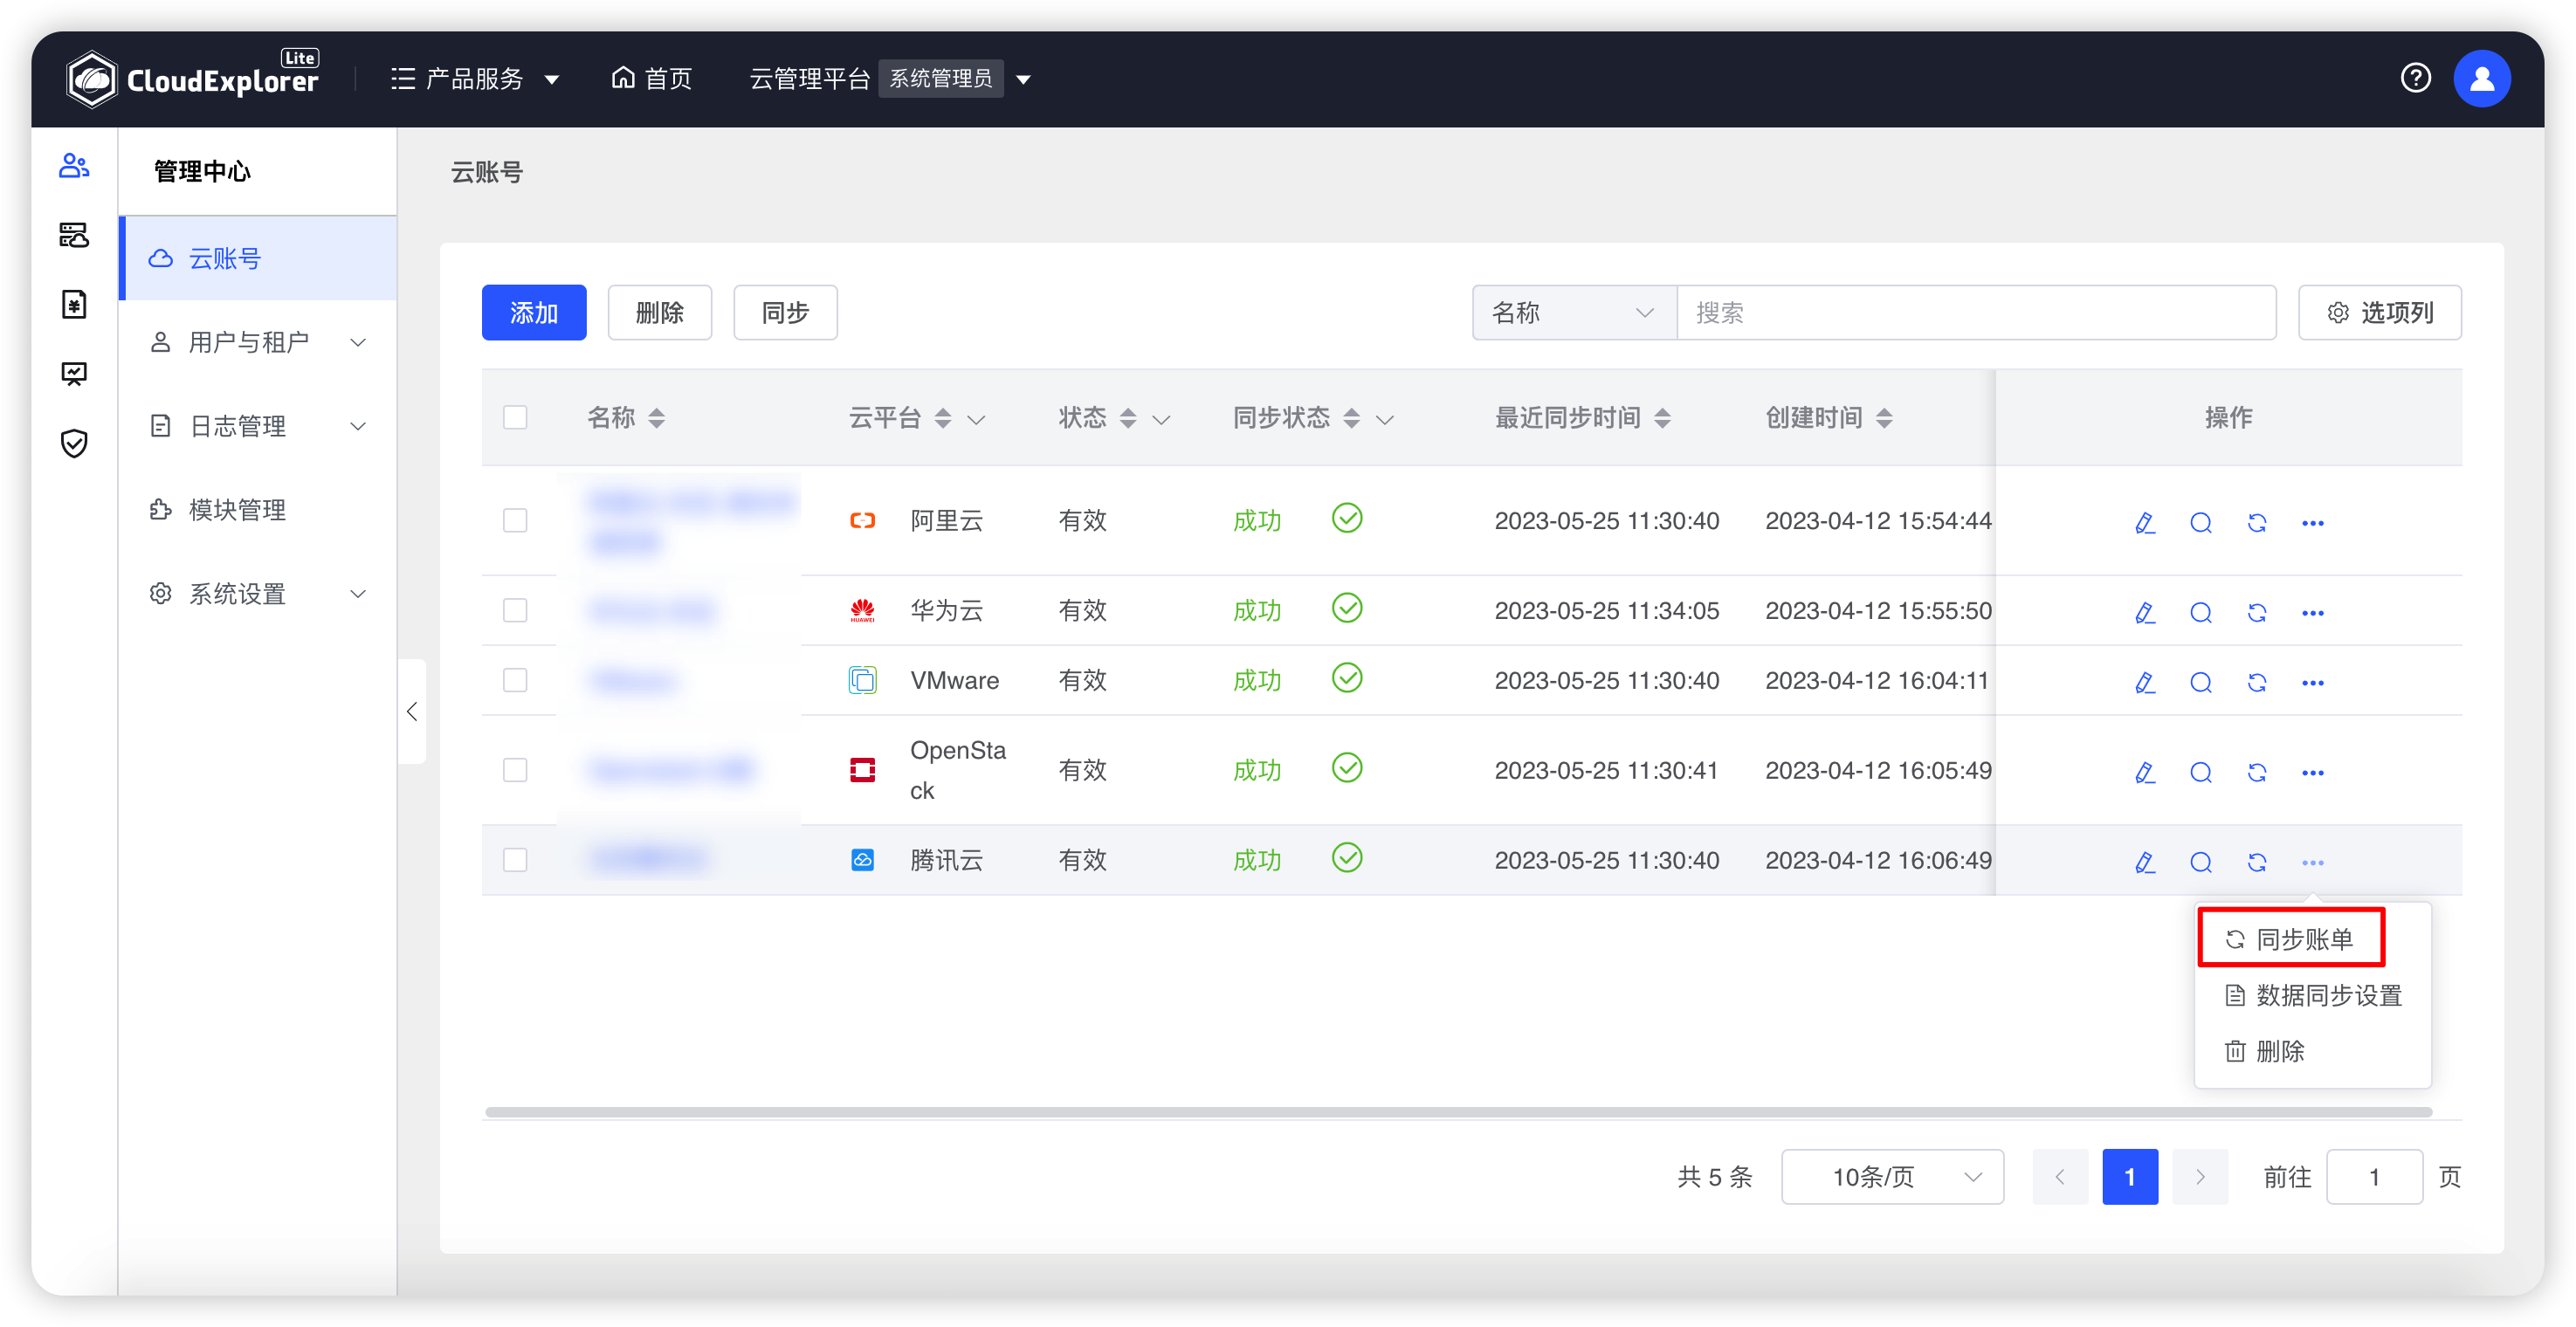 CloudExplorer Lite
产品服务
首页
云管理平台 系统管理员
管理中心
云账号
用户与租户
日志管理
模块管理
系统设置
云账号
添加 删除 同步 名称 搜索 选项列
名称 云平台 状态 同步状态 最近同步时间 创建时间 操作
阿里云 有效 成功 2023-05-25 11:30:40 2023-04-12 15:54:44
HUAWEI 华为云 有效 成功 2023-05-25 11:34:05 2023-04-12 15:55:50
VMware 有效 成功 2023-05-25 11:30:40 2023-04-12 16:04:11
OpenSta
ck 有效 成功 2023-05-25 11:30:41 2023-04-12 16:05:49
腾讯云 有效 成功 2023-05-25 11:30:40 2023-04-12 16:06:49
同步账单
数据同步设置
删除
共 5 条 10条/页 1 前往 1 页